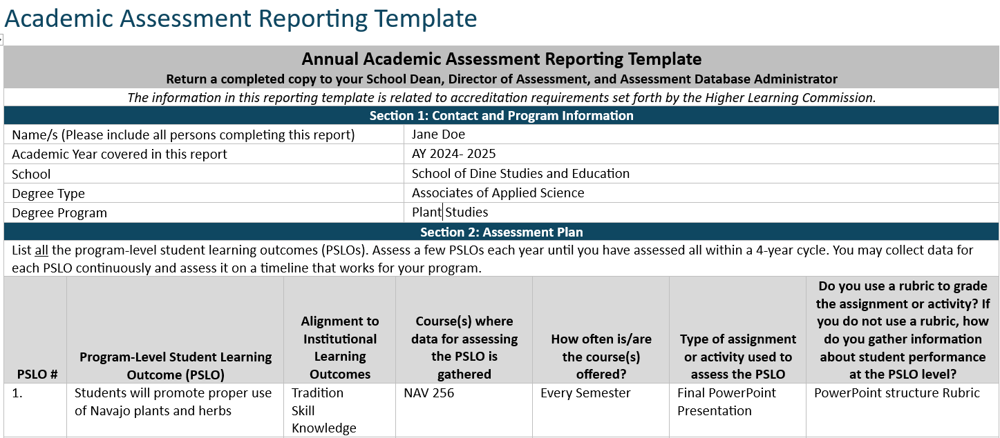 Academic Assessment Reporting Template
Annual Academic Assessment Reporting Template
Return a completed copy to your School Dean, Director of Assessment, and Assessment Database Administrator
The information in this reporting template is related to accreditation requirements set forth by the Higher Learning Commission.
Section 1: Contact and Program Information
Name/s (Please include all persons completing this report) Jane Doe
Academic Year covered in this report AY 2024- 2025
School School of Dine Studies and Education
Degree Type Associates of Applied Science
Degree Program Plant Studies
Section 2: Assessment Plan
List all the program-level student learning outcomes (PSLOs). Assess a few PSLOs each year until you have assessed all within a 4-year cycle. You may collect data for
each PSLO continuously and assess it on a timeline that works for your program.
PSLO #
Program-Level Student Learning
Outcome (PSLO)
Alignment to
Institutional
Learning
Outcomes
Course(s) where
data for assessing
the PSLO is
gathered
How often is/are
the course(s)
offered?
Type of assignment
or activity used to
assess the PSLO
Do you use a rubric to grade
the assignment or activity? If
you do not use a rubric, how
do you gather information
about student performance
at the PSLO level?
1.
Students will promote proper use
of Navajo plants and herbs
Tradition
Skill
Knowledge
NAV 256
Every Semester
Final PowerPoint
Presentation
PowerPoint structure Rubric